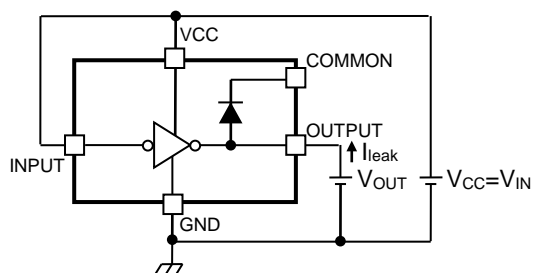 VCC
COMMON
OUTPUT
INPUT
Ileak
VOUT
VCC=VIN
GND